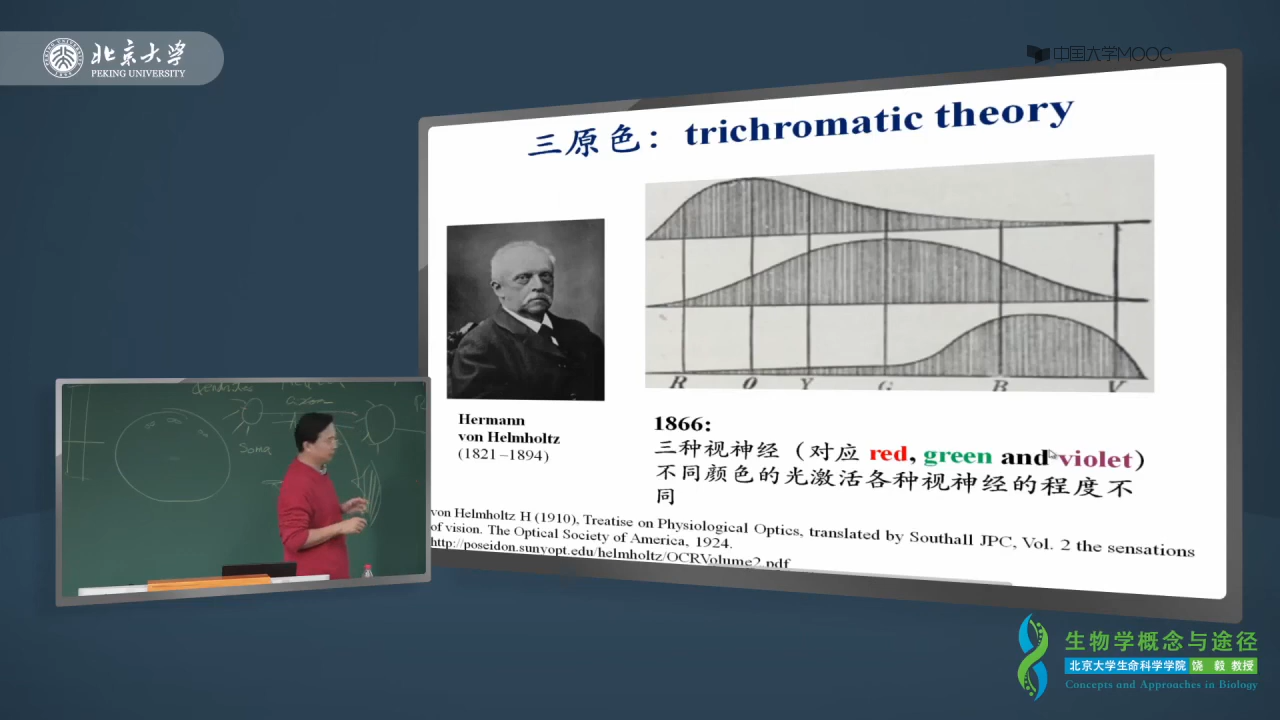 北京大学
PEKING UNIVERSITY
中国大学MOOC
三原色：trichromatic theory
R O Y G B V
Hermann
von Helmholtz
(1821–1894)
1866:
三种视神经（对应 red, green and violet）
不同颜色的光激活各种视神经的程度不
同
von Helmholtz H (1910), Treatise on Physiological Optics, translated by Southall JPC, Vol. 2 the sensations
of vision. The Optical Society of America, 1924.
http://poseidon.sunyopt.edu/helmholtz/OCRVolume2.pdf
dendrite
axon
Soma
生物学概念与途径
北京大学生命科学学院 饶 毅 教授
Concepts and Approaches in Biology